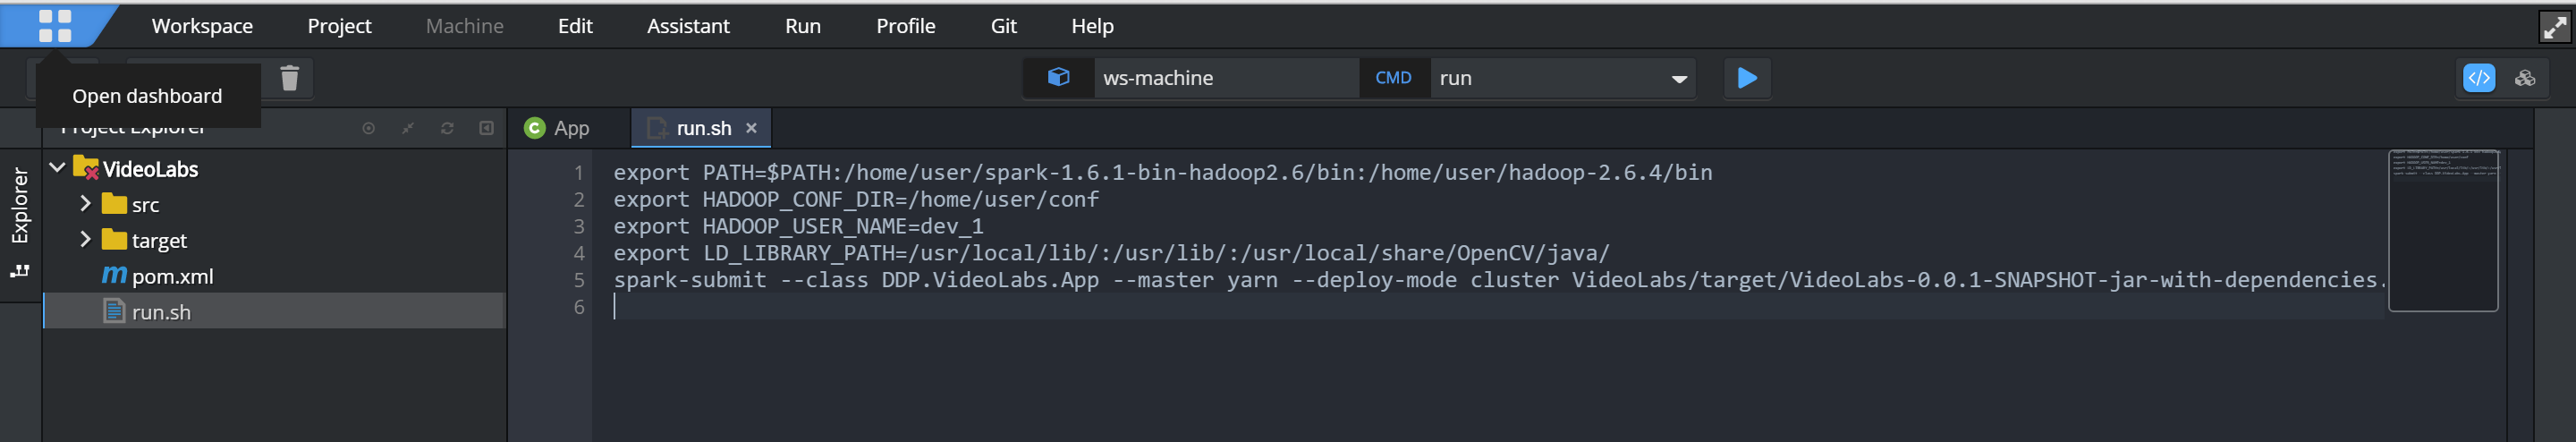 Workspace Project Machine Edit Assistant Run Profile Git Help
Open dashboard
ws-machine CMD run
Project Explorer
App run.sh
Explorer
VideoLabs
src
target
pom.xml
run.sh
1 export PATH=$PATH:/home/user/spark-1.6.1-bin-hadoop2.6/bin:/home/user/hadoop-2.6.4/bin
2 export HADOOP_CONF_DIR=/home/user/conf
3 export HADOOP_USER_NAME=dev_1
4 export LD_LIBRARY_PATH=/usr/local/lib/:/usr/lib/:/usr/local/share/OpenCV/java/
5 spark-submit --class DDP.VideoLabs.App --master yarn --deploy-mode cluster VideoLabs/target/VideoLabs-0.0.1-SNAPSHOT-jar-with-dependencies.
6